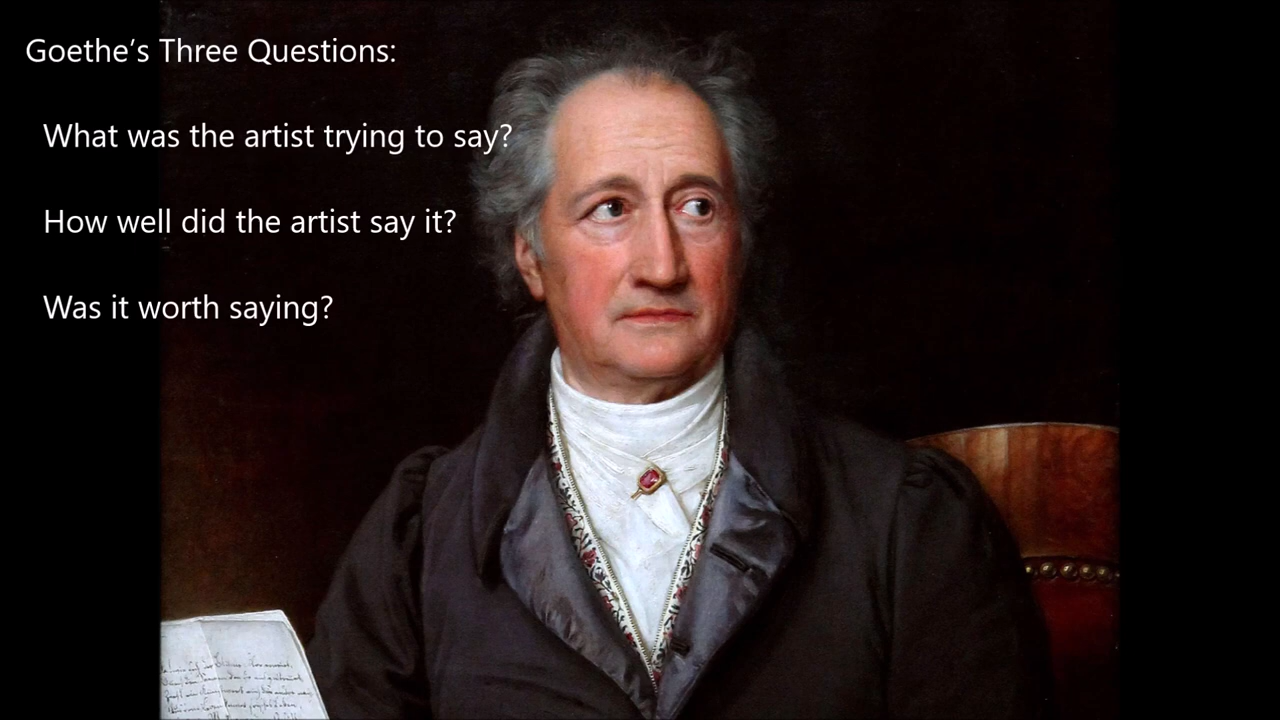 Goethe‘s Three Questions:
What was the artist trying to say?
How well did the artist say it?
Was it worth saying?